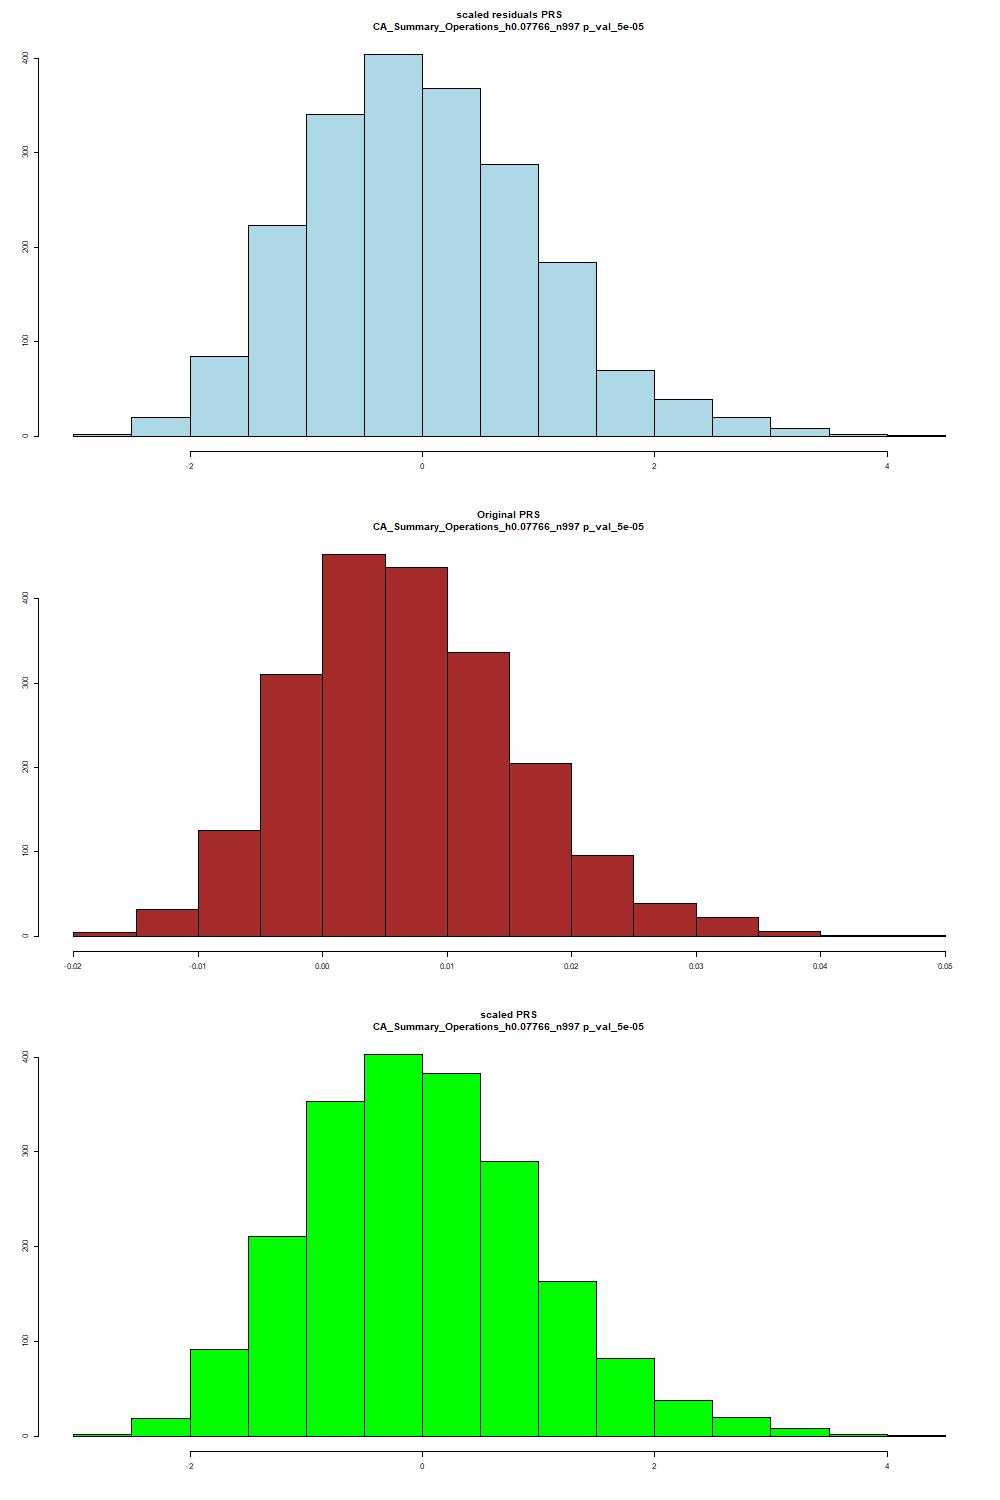 scaled residuals PRS
CA_Summary_Operations_h0.07766_n997 p_val_5e-05
400
300
200
100
0
-2 0 2 4
Original PRS
CA_Summary_Operations_h0.07766_n997 p_val_5e-05
400
300
200
100
0
-0.02 -0.01 0.00 0.01 0.02 0.03 0.04 0.05
scaled PRS
CA_Summary_Operations_h0.07766_n997 p_val_5e-05
400
300
200
100
0
-2 0 2 4